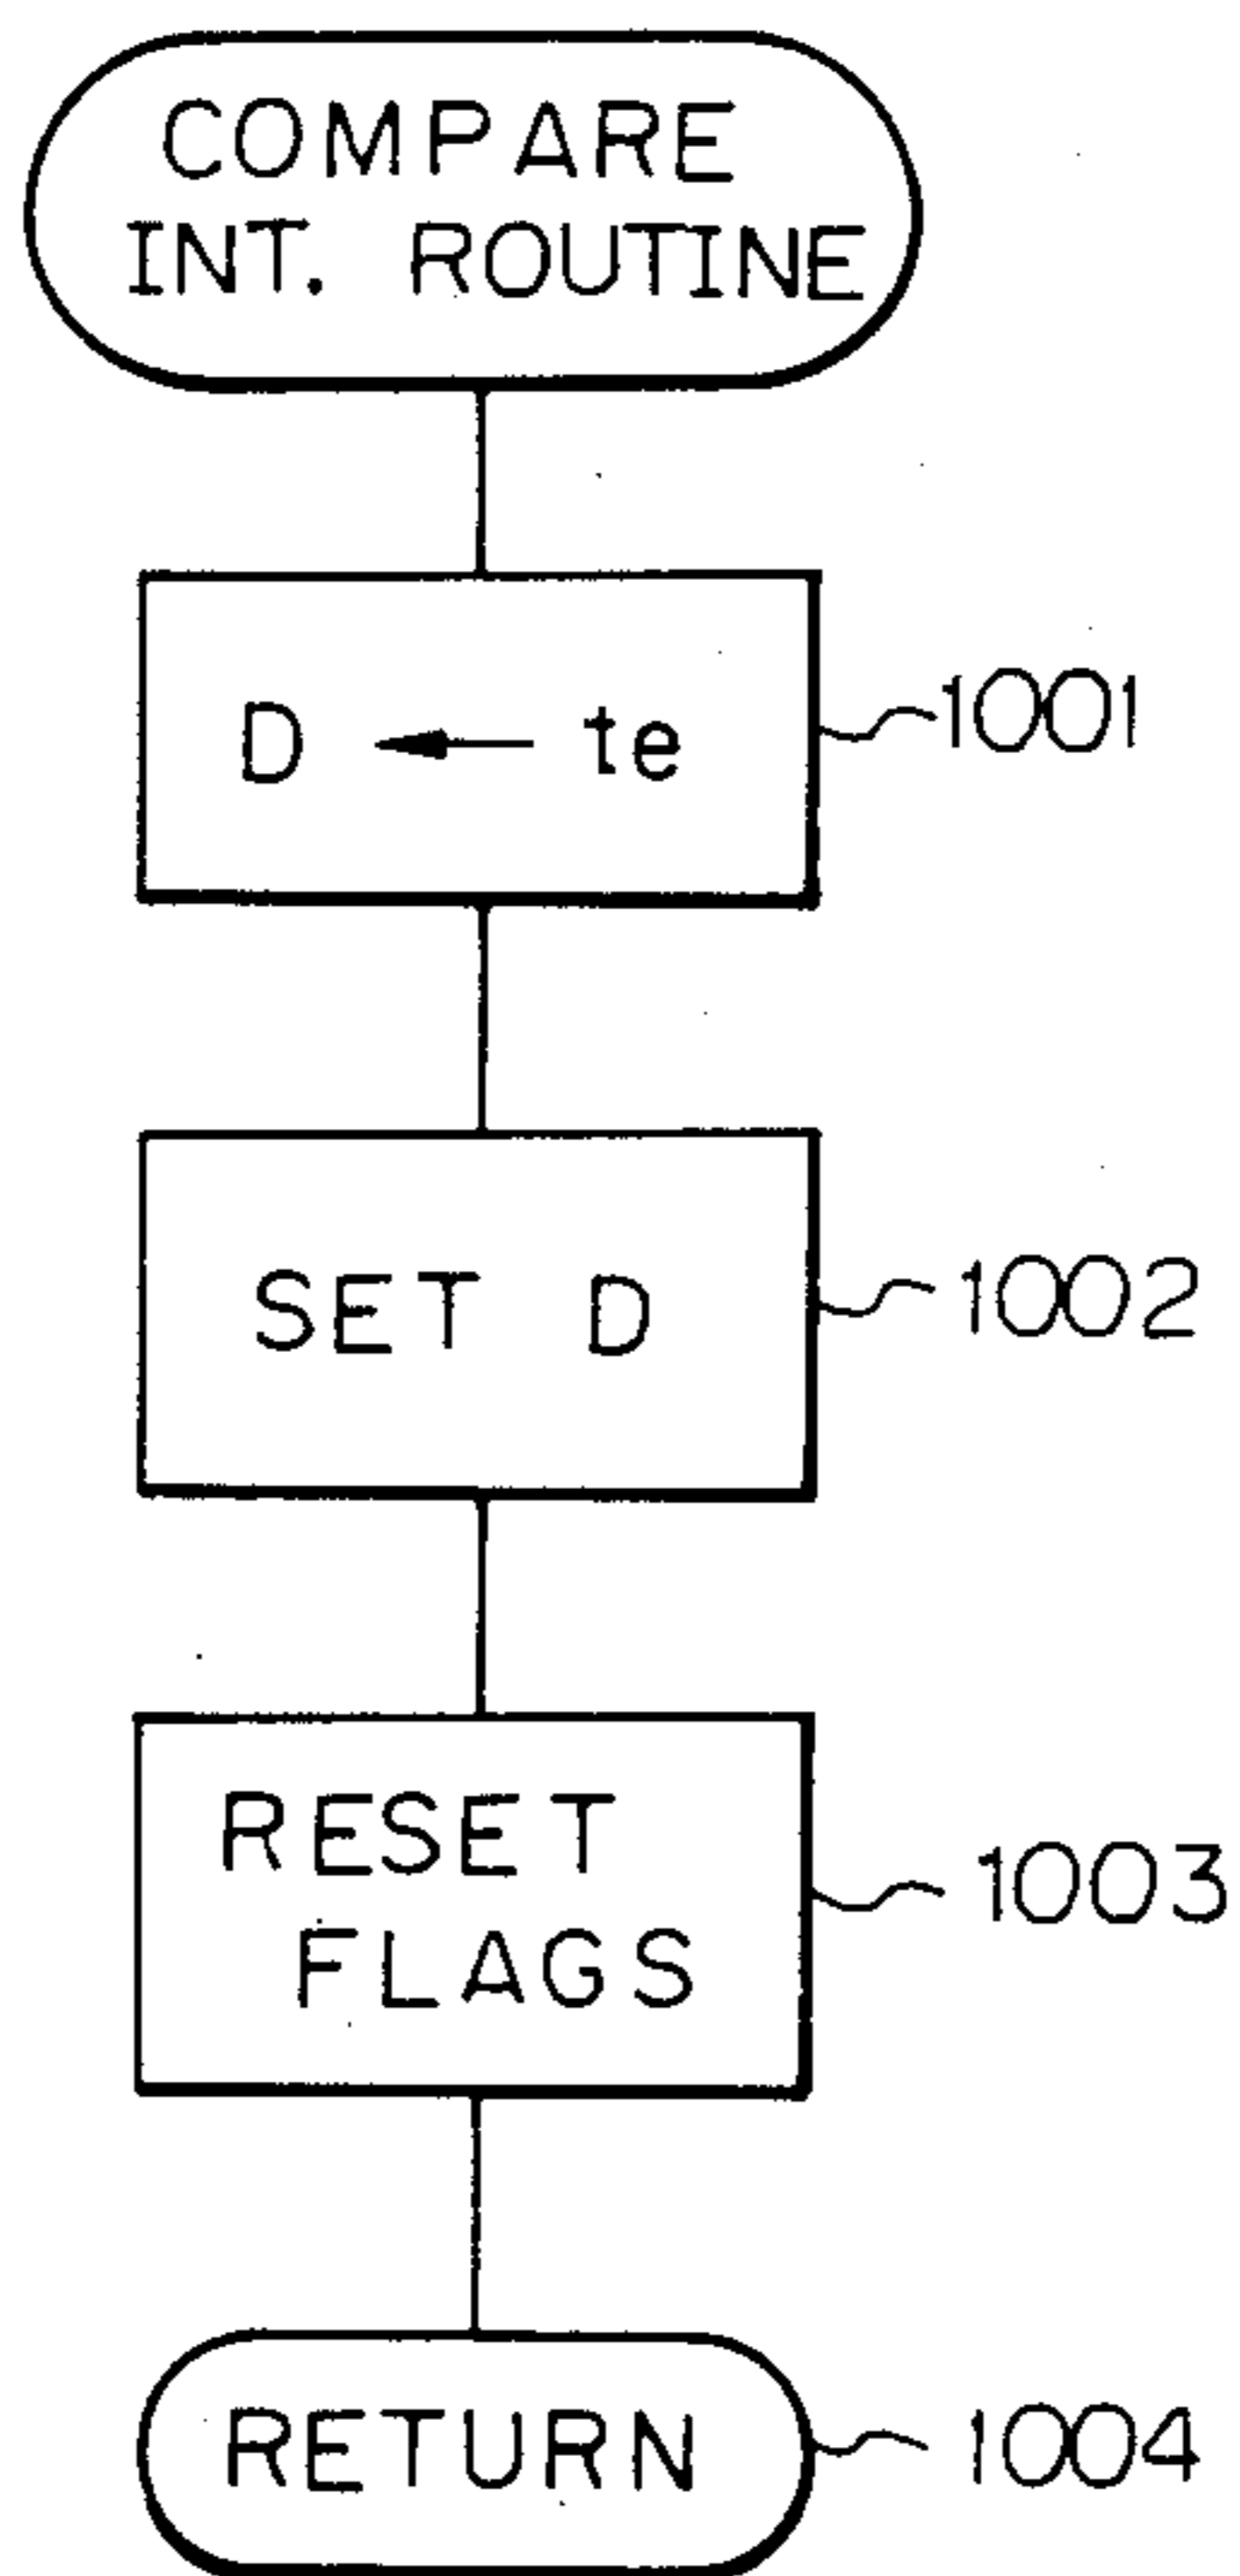 COMPARE
INT. ROUTINE
D ← te
1001
SET D
1002
RESET
FLAGS
1003
RETURN
1004